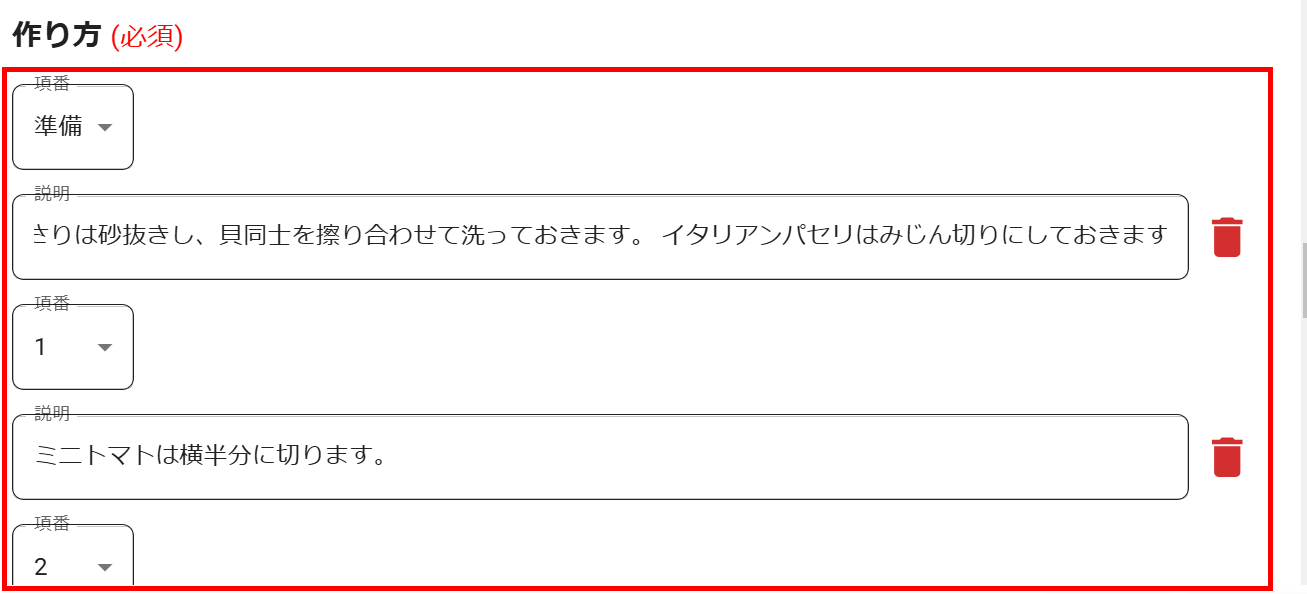 作り方 (必須)
項番
準備
説明
さりは砂抜きし、貝同士を擦り合わせて洗っておきます。 イタリアンパセリはみじん切りにしておきます
項番
1
説明
ミニトマトは横半分に切ります。
項番
2